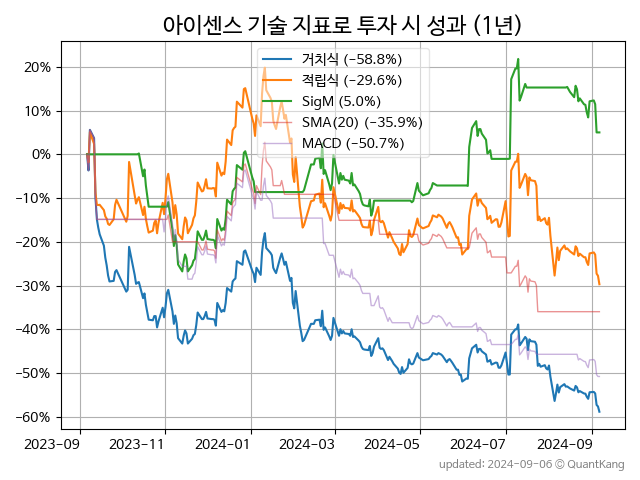 아이센스 기술 지표로 투자 시 성과 (1년)
거치식 (−58.8%)
적립식 (−29.6%)
SigM (5.0%)
SMA(20) (−35.9%)
MACD (−50.7%)
20%
10%
0%
−10%
−20%
−30%
−40%
−50%
−60%
2023-09 2023-11 2024-01 2024-03 2024-05 2024-07 2024-09
updated: 2024-09-06 © QuantKang